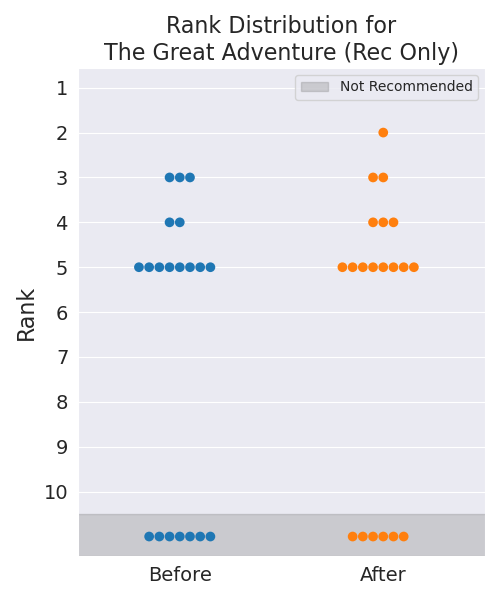 Rank Distribution for
The Great Adventure (Rec Only)
Not Recommended
1
2
3
4
5
6
7
8
9
10
Rank
Before
After